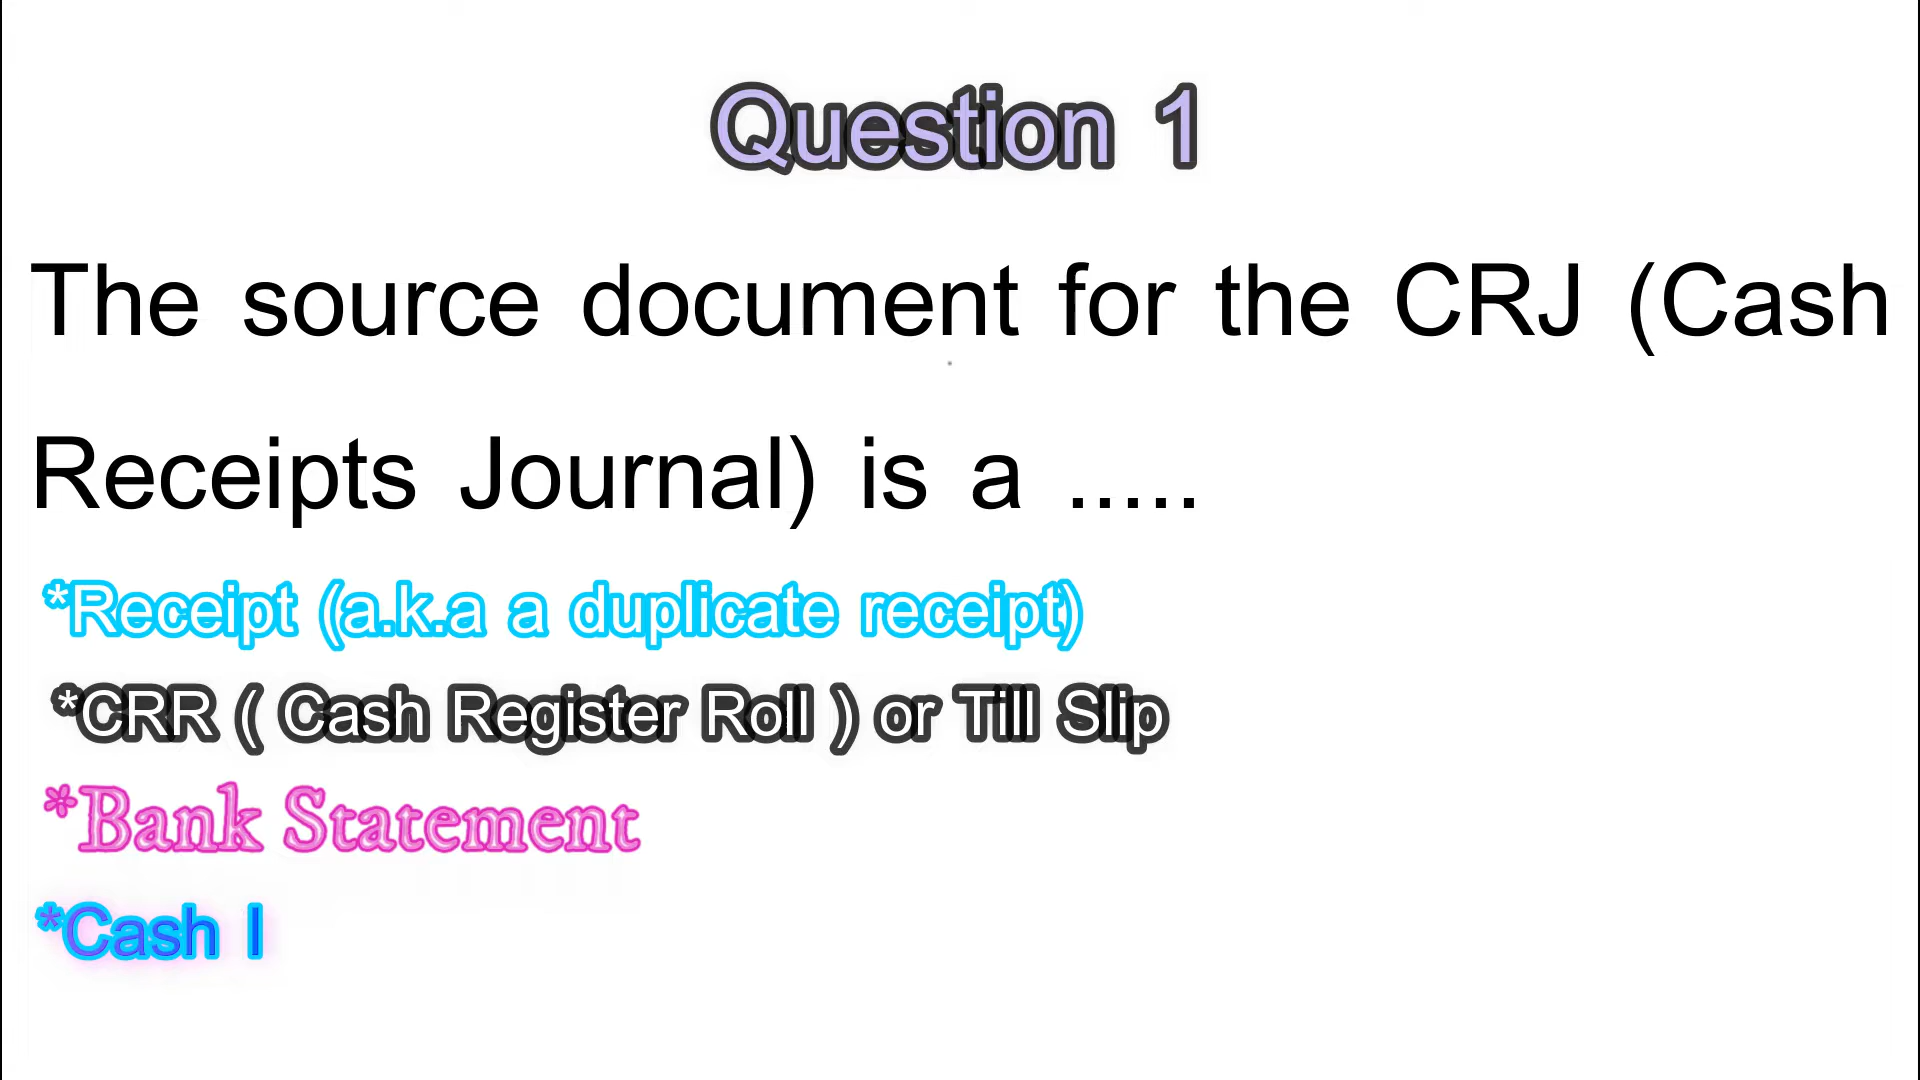 Question 1
The source document for the CRJ (Cash
Receipts Journal) is a .....
*Receipt (a.k.a a duplicate receipt)
*CRR ( Cash Register Roll ) or Till Slip
*Bank Statement
*Cash I